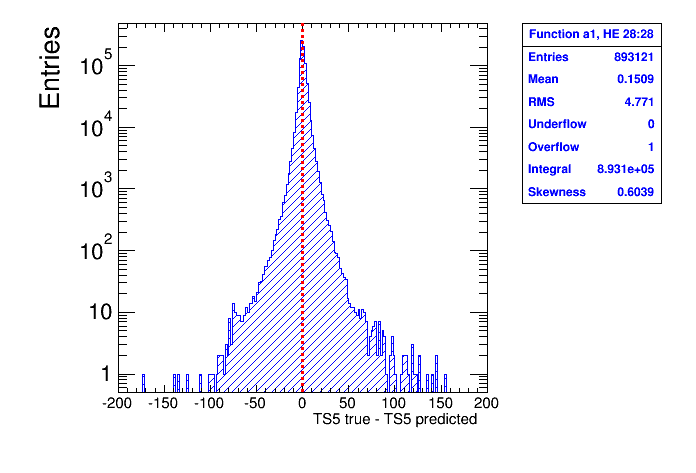 Entries
10^5
10^4
10^3
10^2
10
1
-200 -150 -100 -50 0 50 100 150 200
TS5 true - TS5 predicted
Function a1, HE 28:28
Entries 893121
Mean 0.1509
RMS 4.771
Underflow 0
Overflow 1
Integral 8.931e+05
Skewness 0.6039